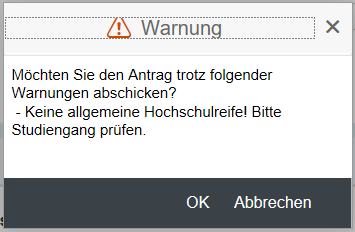 Warnung
Möchten Sie den Antrag trotz folgender
Warnungen abschicken?
- Keine allgemeine Hochschulreife! Bitte
Studiengang prüfen.
OK Abbrechen